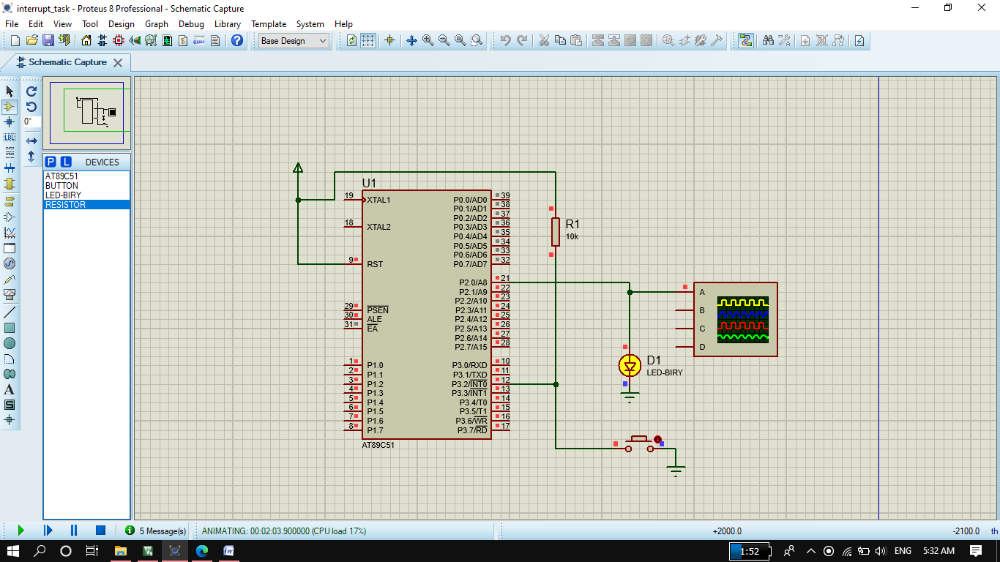 interrupt_task - Proteus 8 Professional - Schematic Capture
File Edit View Tool Design Graph Debug Library Template System Help
Base Design
Schematic Capture
0°
LBL
P L DEVICES
AT89C51
BUTTON
LED-BIRY
RESISTOR
A
S
U1
19 XTAL1
18 XTAL2
9 RST
29 PSEN
30 ALE
31 EA
1 P1.0
2 P1.1
3 P1.2
4 P1.3
5 P1.4
6 P1.5
7 P1.6
8 P1.7
P0.0/AD0 39
P0.1/AD1 38
P0.2/AD2 37
P0.3/AD3 36
P0.4/AD4 35
P0.5/AD5 34
P0.6/AD6 33
P0.7/AD7 32
P2.0/A8 21
P2.1/A9 22
P2.2/A10 23
P2.3/A11 24
P2.4/A12 25
P2.5/A13 26
P2.6/A14 27
P2.7/A15 28
P3.0/RXD 10
P3.1/TXD 11
P3.2/INT0 12
P3.3/INT1 13
P3.4/T0 14
P3.5/T1 15
P3.6/WR 16
P3.7/RD 17
AT89C51
R1
10k
A
B
C
D
D1
LED-BIRY
5 Message(s)
ANIMATING: 00:02:03.900000 (CPU load 17%)
+2000.0
-2100.0
th
1:52
ENG
5:32 AM